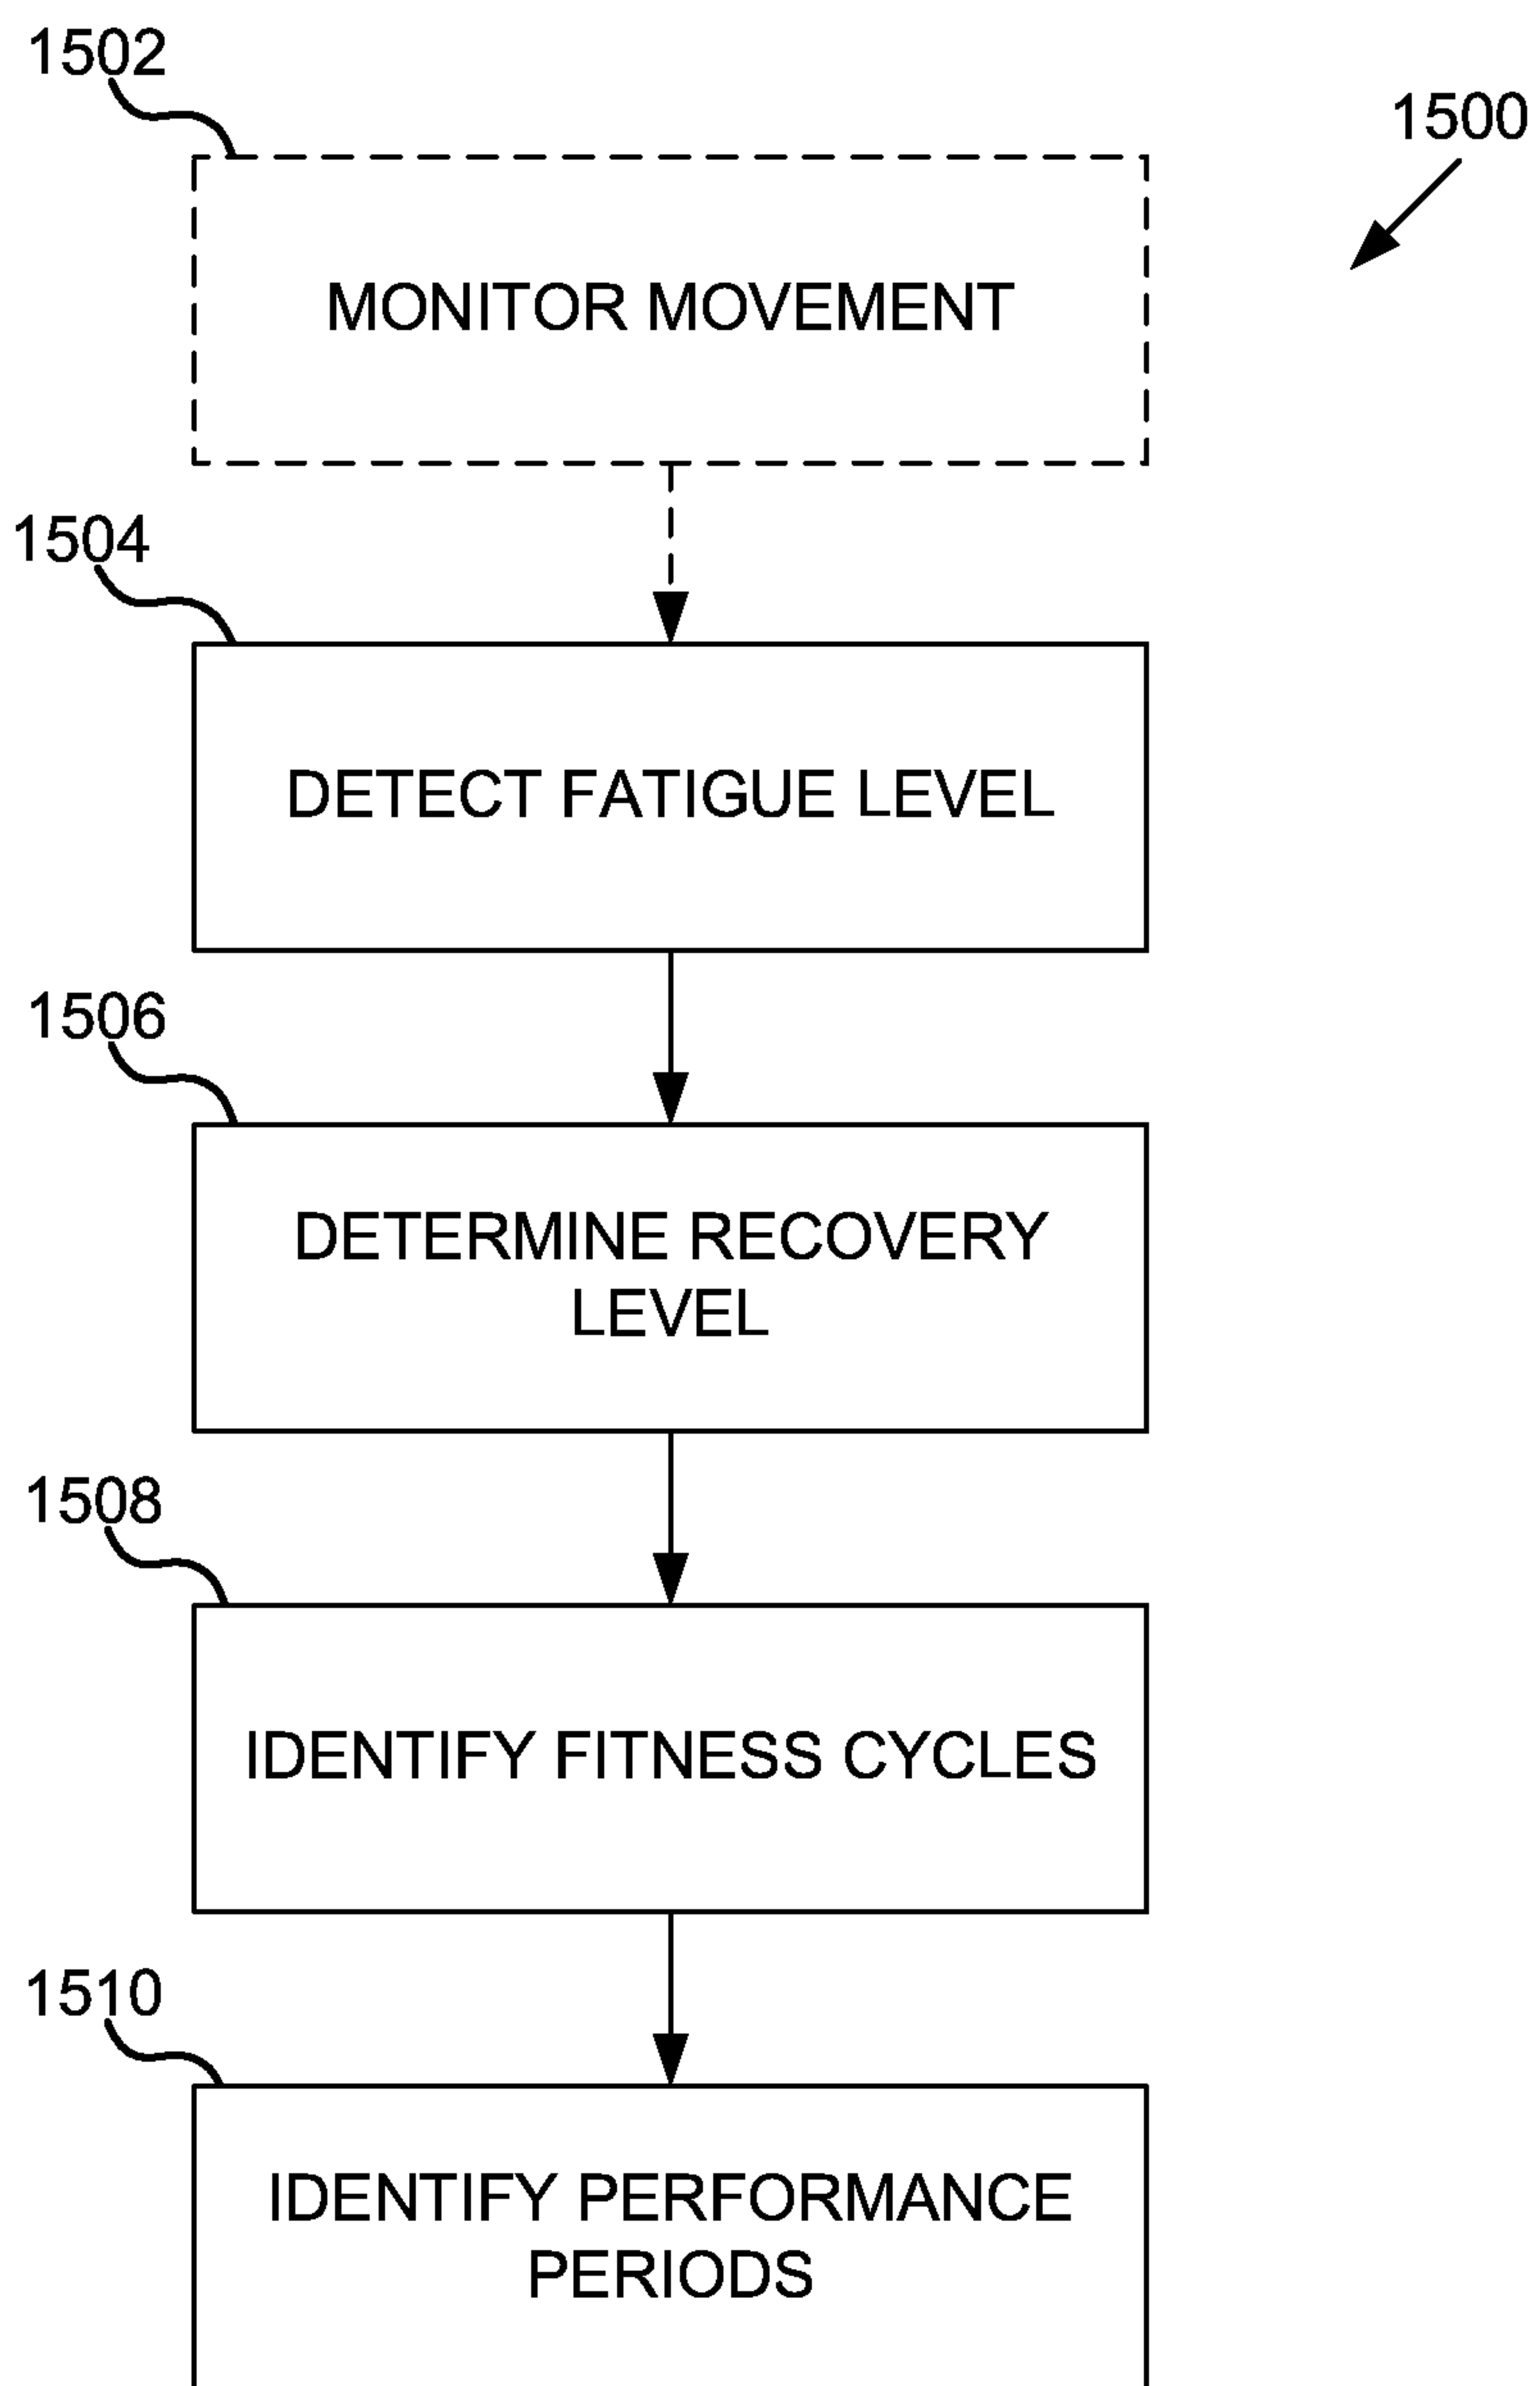 1502
1500
MONITOR MOVEMENT
1504
DETECT FATIGUE LEVEL
1506
DETERMINE RECOVERY
LEVEL
1508
IDENTIFY FITNESS CYCLES
1510
IDENTIFY PERFORMANCE
PERIODS